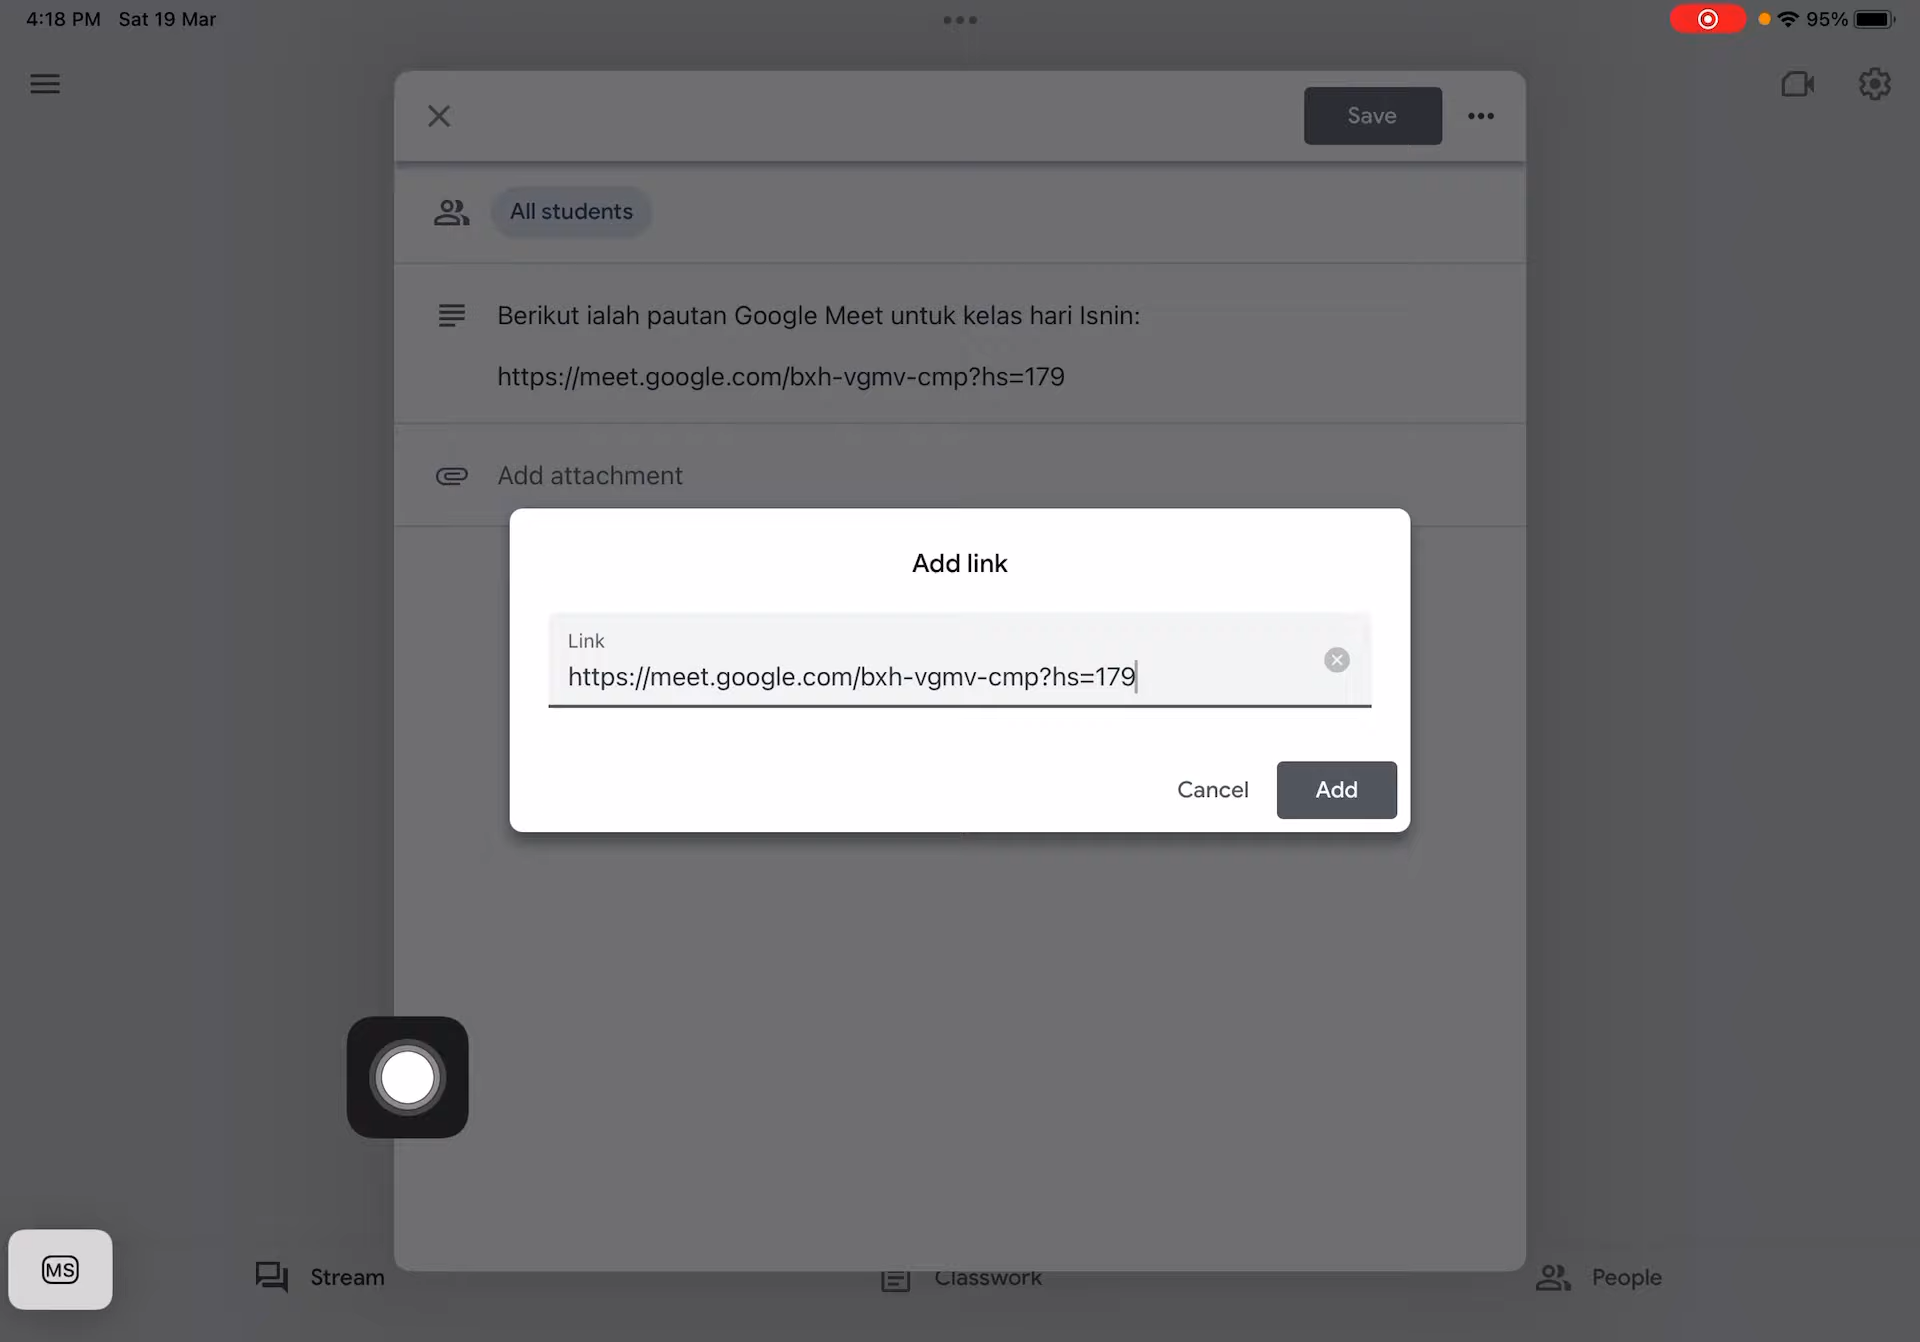 4:18 PM Sat 19 Mar
95%
Save
All students
Berikut ialah pautan Google Meet untuk kelas hari Isnin:
https://meet.google.com/bxh-vgmv-cmp?hs=179
Add attachment
Add link
Link
https://meet.google.com/bxh-vgmv-cmp?hs=179
Cancel
Add
MS
Stream
Classwork
People